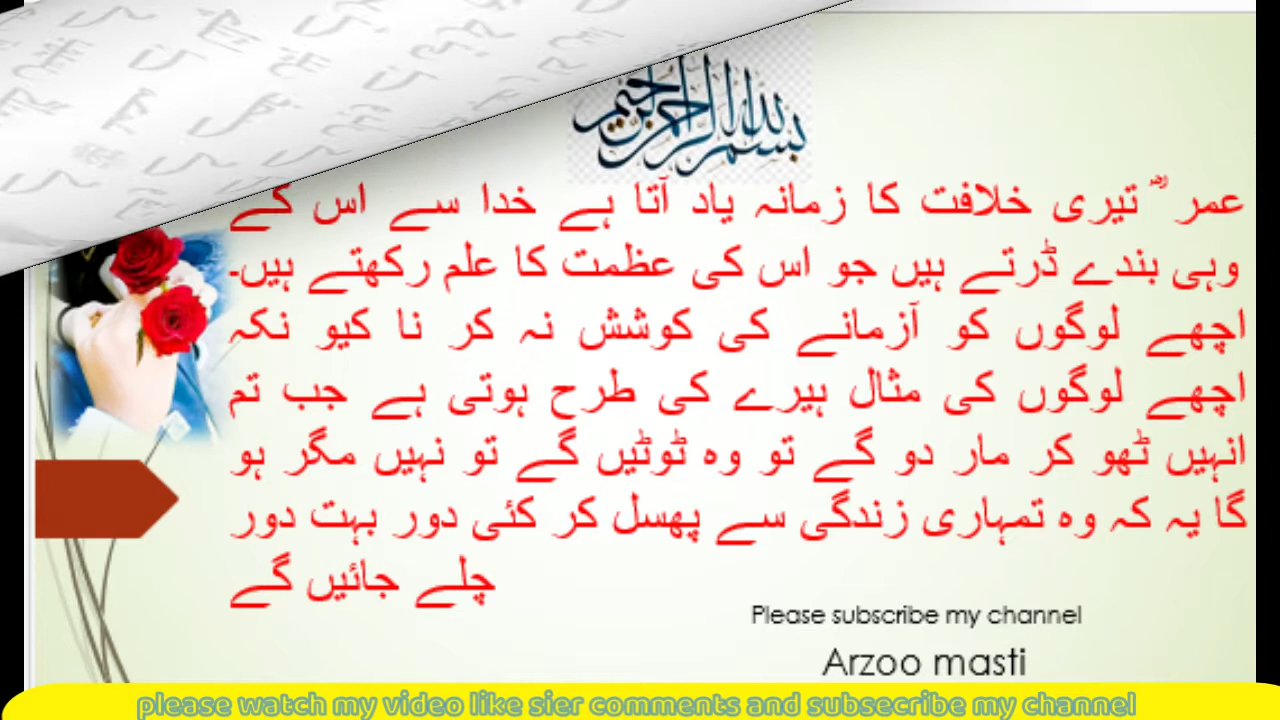 بسم الله الرحمن الرحيم
عمر ؓ تیری خلافت کا زمانہ یاد آتا ہے خدا سے اس کے
وہی بندے ڈرتے ہیں جو اس کی عظمت کا علم رکھتے ہیں۔
اچھے لوگوں کو آزمانے کی کوشش نہ کر نا کیو نکہ
اچھے لوگوں کی مثال ہیرے کی طرح ہوتی ہے جب تم
انہیں ٹھو کر مار دو گے تو وہ ٹوٹیں گے تو نہیں مگر ہو
گا یہ کہ وہ تمہاری زندگی سے پھسل کر کئی دور بہت دور
چلے جائیں گے
Please subscribe my channel
Arzoo masti
please watch my video like sier comments and subsecribe my channel